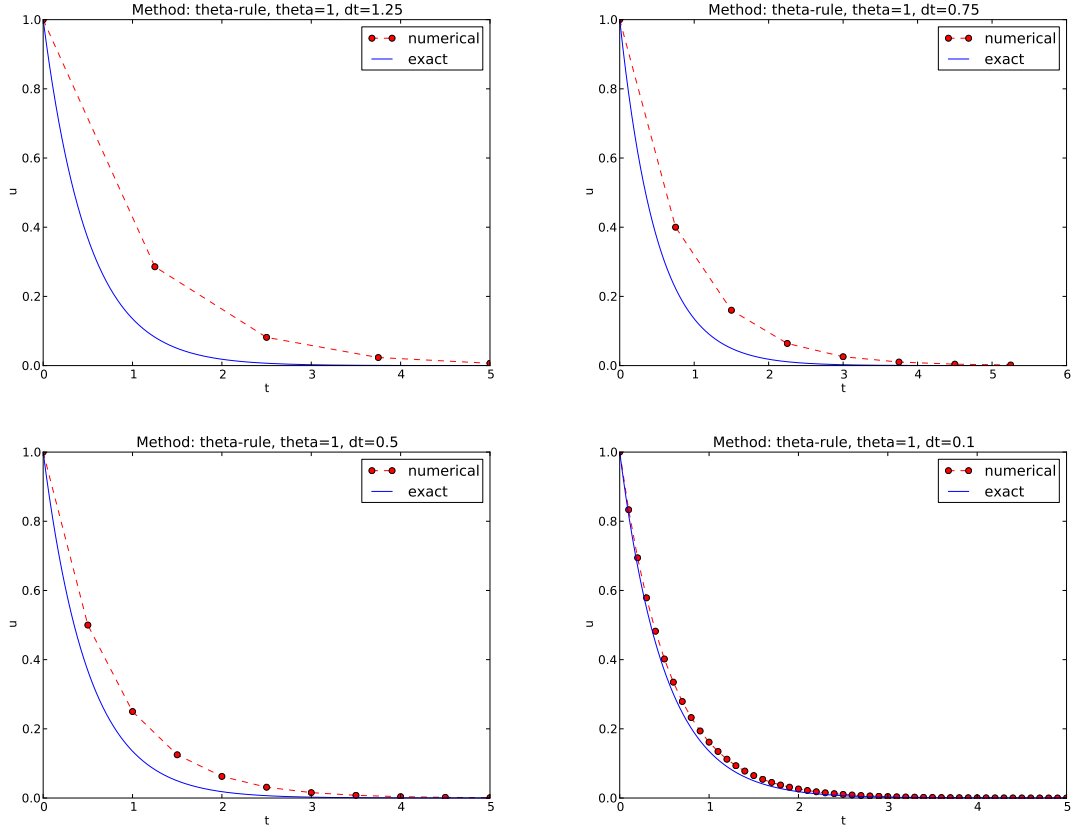 Method: theta-rule, theta=1, dt=1.25
numerical
exact
u
1.0
0.8
0.6
0.4
0.2
0.0
0 1 2 3 4 5
t
Method: theta-rule, theta=1, dt=0.75
numerical
exact
u
1.0
0.8
0.6
0.4
0.2
0.0
0 1 2 3 4 5 6
t
Method: theta-rule, theta=1, dt=0.5
numerical
exact
u
1.0
0.8
0.6
0.4
0.2
0.0
0 1 2 3 4 5
t
Method: theta-rule, theta=1, dt=0.1
numerical
exact
u
1.0
0.8
0.6
0.4
0.2
0.0
0 1 2 3 4 5
t